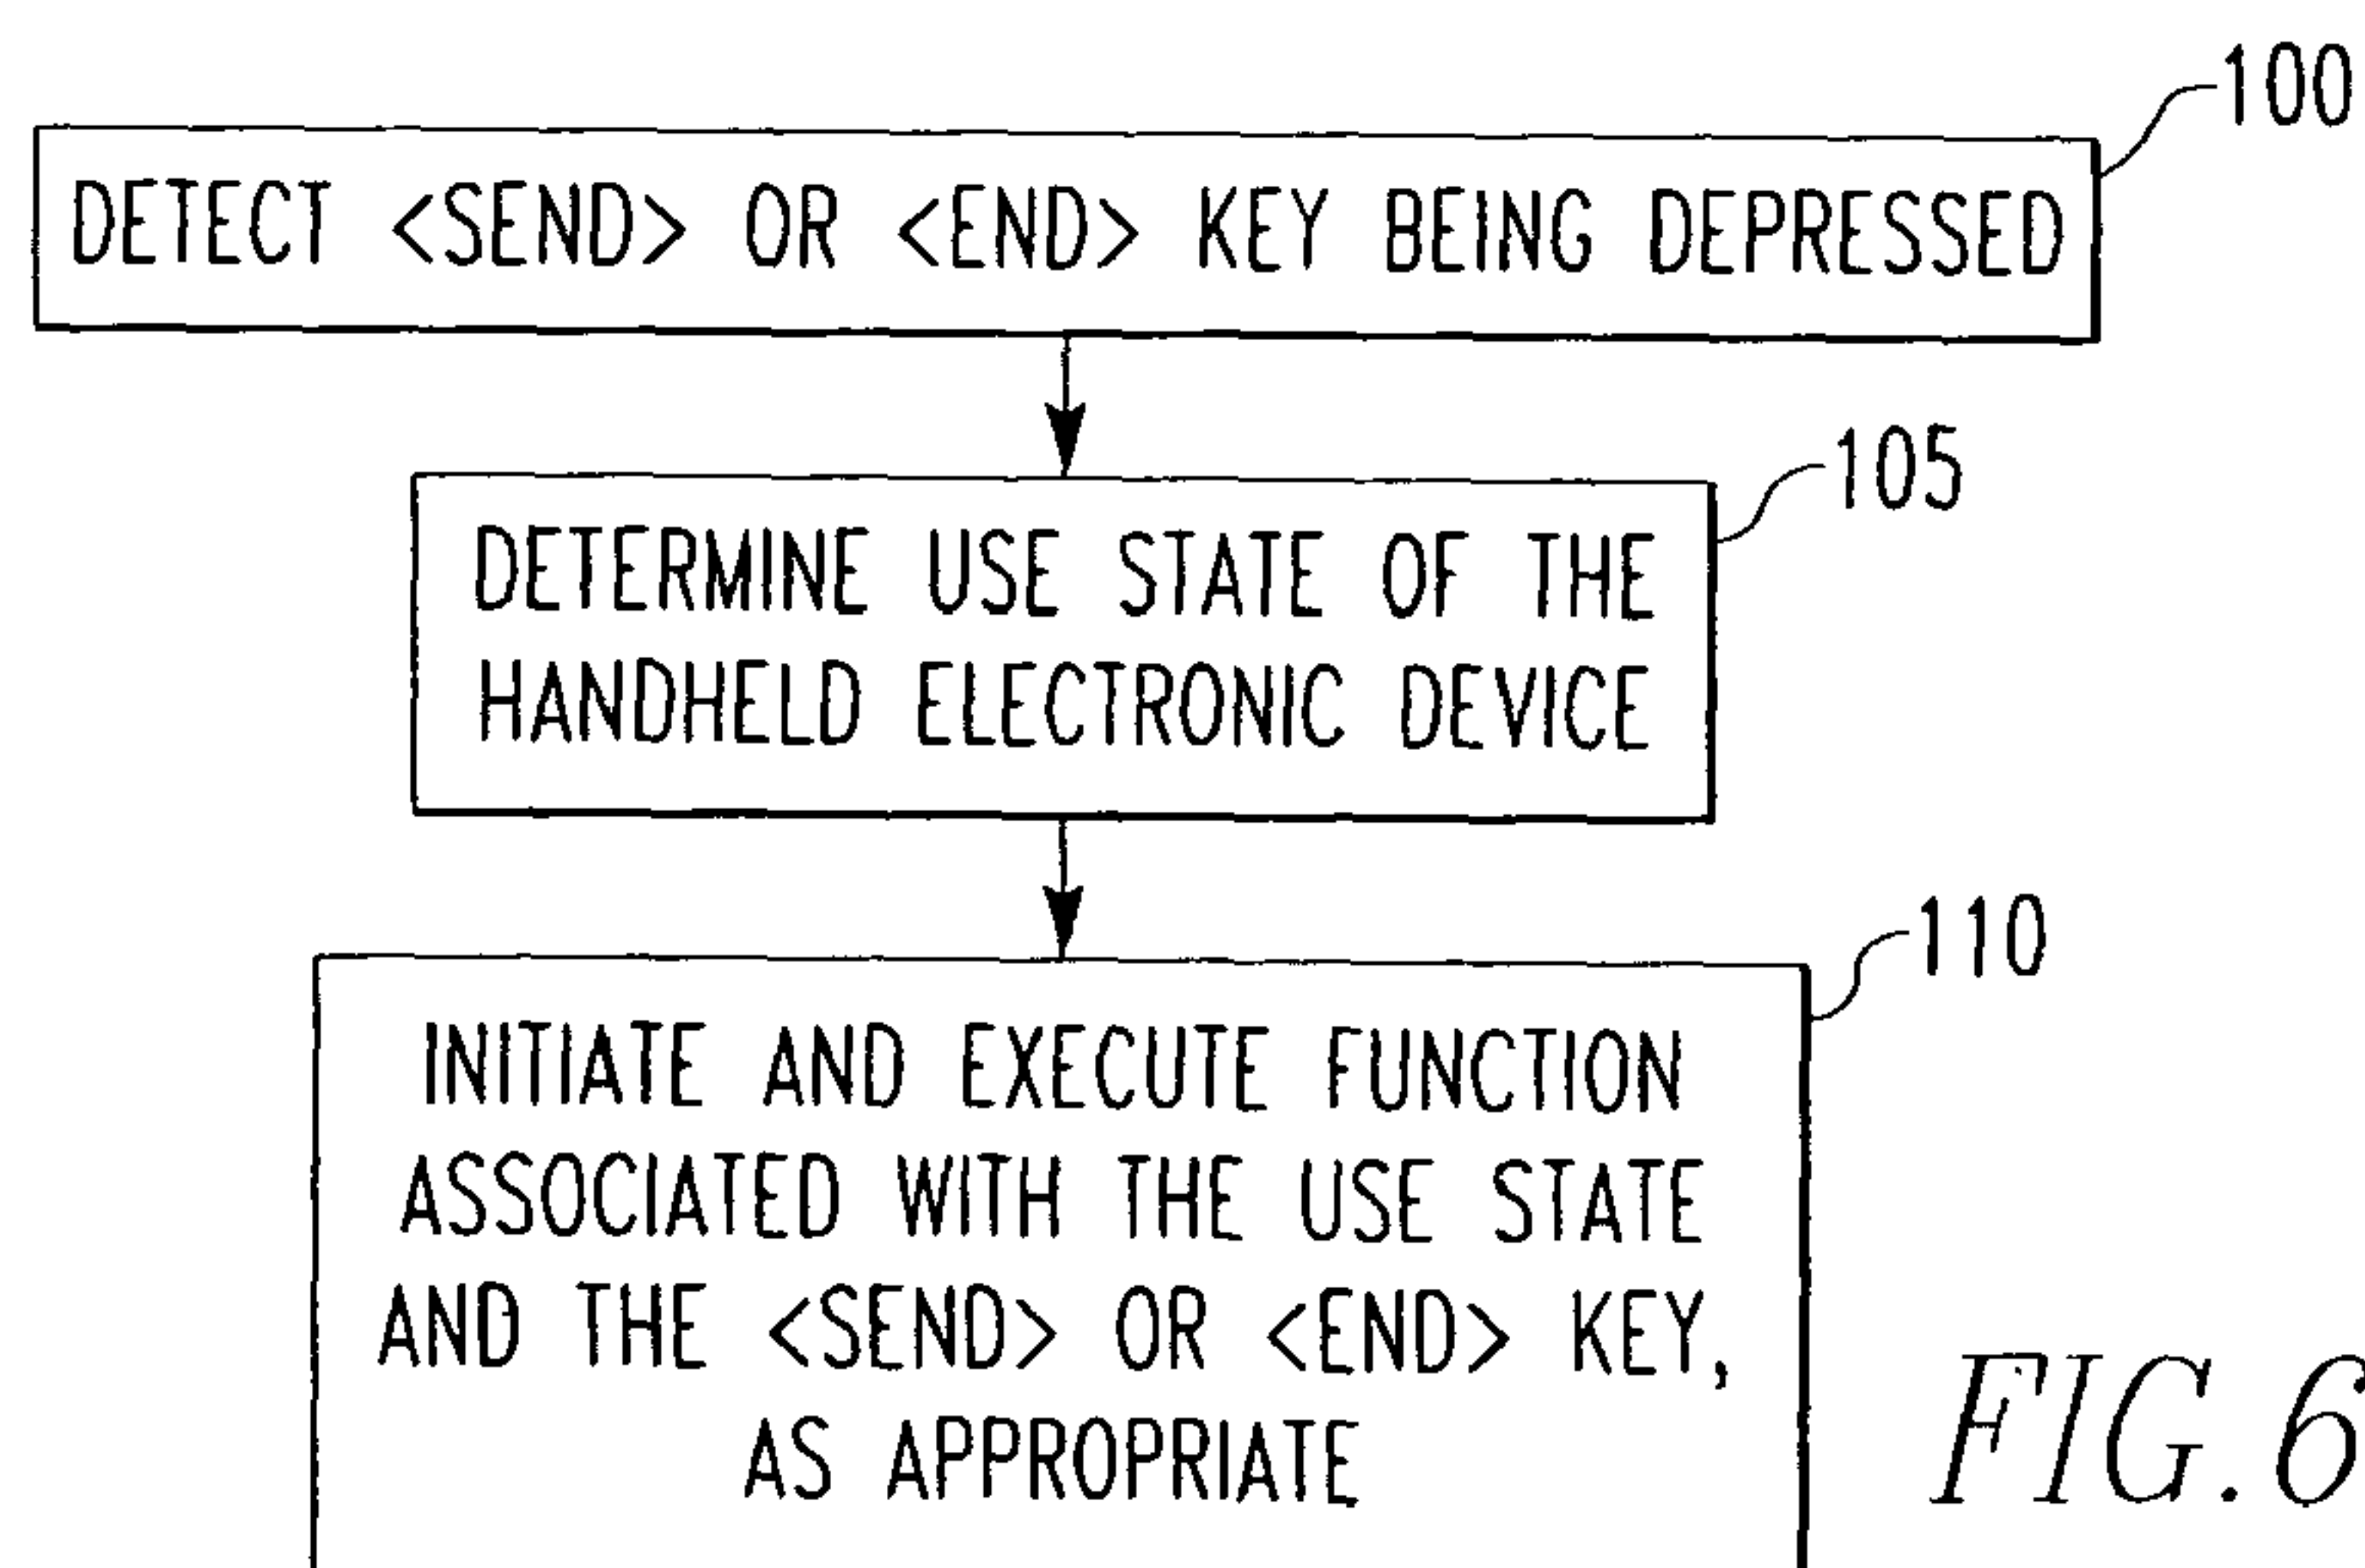 100
DETECT <SEND> OR <END> KEY BEING DEPRESSED
105
DETERMINE USE STATE OF THE
HANDHELD ELECTRONIC DEVICE
110
INITIATE AND EXECUTE FUNCTION
ASSOCIATED WITH THE USE STATE
AND THE <SEND> OR <END> KEY,
AS APPROPRIATE
FIG. 6